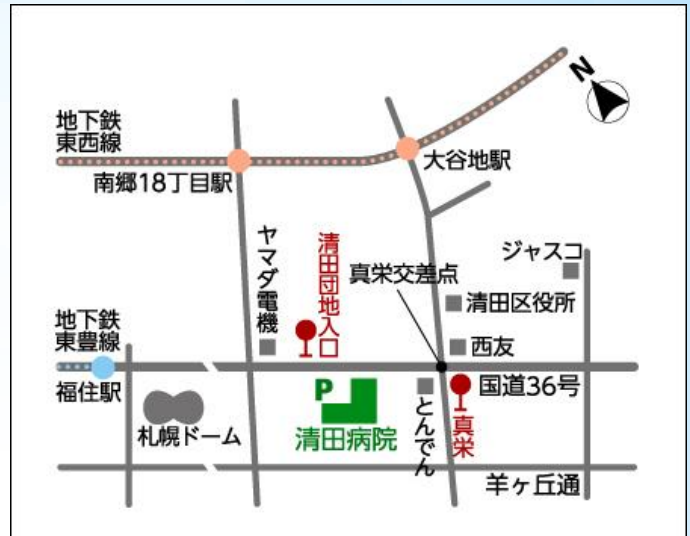 N
地下鉄
東西線
南郷18丁目駅
大谷地駅
ヤマダ電機
清田団地入口
真栄交差点
ジャスコ
清田区役所
西友
地下鉄
東豊線
福住駅
国道36号
札幌ドーム
P
清田病院
とんでん
真栄
羊ヶ丘通